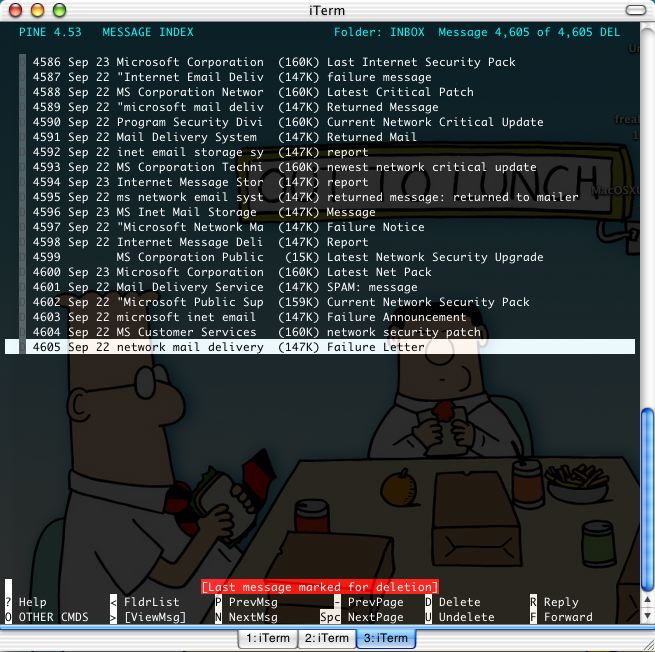 iTerm
PINE 4.53 MESSAGE INDEX Folder: INBOX Message 4,605 of 4,605 DEL
D 4586 Sep 23 Microsoft Corporation (160K) Last Internet Security Pack
D 4587 Sep 22 "Internet Email Deliv (147K) failure message
D 4588 Sep 22 MS Corporation Networ (160K) Latest Critical Patch
D 4589 Sep 22 "microsoft mail deliv (147K) Returned Message
D 4590 Sep 22 Program Security Divi (160K) Current Network Critical Update
D 4591 Sep 22 Mail Delivery System (147K) Returned Mail
D 4592 Sep 22 inet email storage sy (147K) report
D 4593 Sep 22 MS Corporation Techni (160K) newest network critical update
D 4594 Sep 23 Internet Message Stor (147K) report
D 4595 Sep 22 ms network email syst (147K) returned message: returned to mailer
D 4596 Sep 23 MS Inet Mail Storage (147K) Message
D 4597 Sep 22 "Microsoft Network Ma (147K) Failure Notice
D 4598 Sep 22 Internet Message Deli (147K) Report
D 4599 MS Corporation Public (15K) Latest Network Security Upgrade
D 4600 Sep 23 Microsoft Corporation (160K) Latest Net Pack
D 4601 Sep 22 Mail Delivery Service (147K) SPAM: message
D 4602 Sep 22 "Microsoft Public Sup (159K) Current Network Security Pack
D 4603 Sep 22 microsoft inet email (147K) Failure Announcement
D 4604 Sep 22 MS Customer Services (160K) network security patch
4605 Sep 22 network mail delivery (147K) Failure Letter
TO LUNCH
[Last message marked for deletion]
? Help < FldrList P PrevMsg - PrevPage D Delete R Reply
O OTHER CMDS > [ViewMsg] N NextMsg Spc NextPage U Undelete F Forward
1: iTerm 2: iTerm 3: iTerm